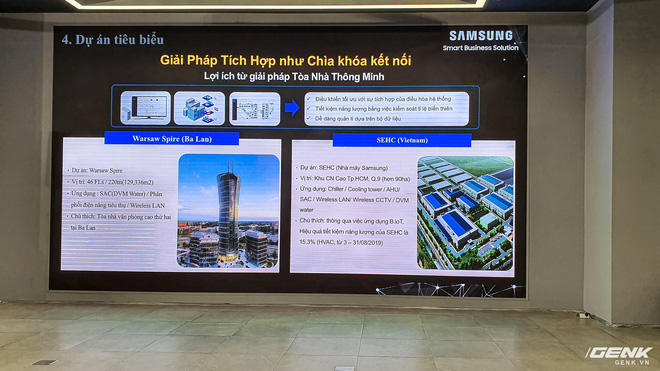 4. Dự án tiêu biểu
SAMSUNG
Smart Business Solution
Giải Pháp Tích Hợp như Chìa khóa kết nối
Lợi ích từ giải pháp Tòa Nhà Thông Minh
✓ Điều khiển tối ưu với sự tích hợp của điều hòa hệ thống
✓ Tiết kiệm năng lượng bằng việc kiểm soát tỉ lệ biến thiên
✓ Dễ dàng quản lí dựa trên bộ dữ liệu
Warsaw Spire (Ba Lan)
• Dự án: Warsaw Spire
• Vị trí: 46 FLs / 220m(129,336m2)
• Ứng dụng : SAC(DVM Water) / Phân
phối điện năng tiêu thụ / Wireless LAN
• Chú thích: Tòa nhà văn phòng cao thứ hai
tại Ba Lan
SEHC (Vietnam)
• Dự án: SEHC (Nhà máy Samsung)
• Vị trí: Khu CN Cao Tp.HCM, Q.9 (hơn 90ha)
• Ứng dụng: Chiller / Cooling tower / AHU/
SAC / Wireless LAN/ Wireless CCTV / DVM
water
• Chú thích: thông qua việc ứng dụng B.IoT,
Hiệu quả tiết kiệm năng lượng của SEHC là
15.3% (HVAC, từ 3 – 31/08/2019)
GENK
GENK.VN